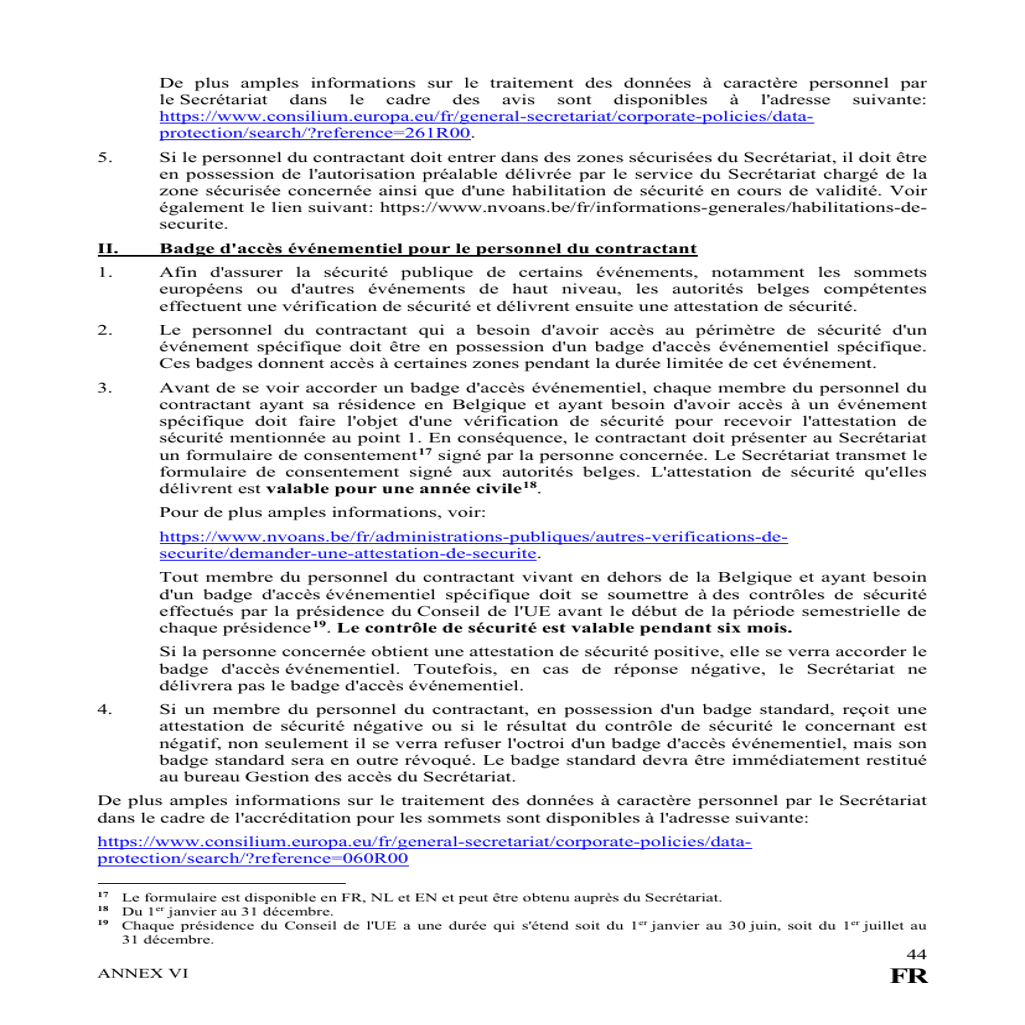 De plus amples informations sur le traitement des données à caractère personnel par
le Secrétariat dans le cadre des avis sont disponibles à l'adresse suivante:
https://www.consilium.europa.eu/fr/general-secretariat/corporate-policies/data-
protection/search/?reference=261R00.
5. Si le personnel du contractant doit entrer dans des zones sécurisées du Secrétariat, il doit être
en possession de l'autorisation préalable délivrée par le service du Secrétariat chargé de la
zone sécurisée concernée ainsi que d'une habilitation de sécurité en cours de validité. Voir
également le lien suivant: https://www.nvoans.be/fr/informations-generales/habilitations-de-
securite.
II. Badge d'accès événementiel pour le personnel du contractant
1. Afin d'assurer la sécurité publique de certains événements, notamment les sommets
européens ou d'autres événements de haut niveau, les autorités belges compétentes
effectuent une vérification de sécurité et délivrent ensuite une attestation de sécurité.
2. Le personnel du contractant qui a besoin d'avoir accès au périmètre de sécurité d'un
événement spécifique doit être en possession d'un badge d'accès événementiel spécifique.
Ces badges donnent accès à certaines zones pendant la durée limitée de cet événement.
3. Avant de se voir accorder un badge d'accès événementiel, chaque membre du personnel du
contractant ayant sa résidence en Belgique et ayant besoin d'avoir accès à un événement
spécifique doit faire l'objet d'une vérification de sécurité pour recevoir l'attestation de
sécurité mentionnée au point 1. En conséquence, le contractant doit présenter au Secrétariat
un formulaire de consentement17 signé par la personne concernée. Le Secrétariat transmet le
formulaire de consentement signé aux autorités belges. L'attestation de sécurité qu'elles
délivrent est valable pour une année civile18.
Pour de plus amples informations, voir:
https://www.nvoans.be/fr/administrations-publiques/autres-verifications-de-
securite/demander-une-attestation-de-securite.
Tout membre du personnel du contractant vivant en dehors de la Belgique et ayant besoin
d'un badge d'accès événementiel spécifique doit se soumettre à des contrôles de sécurité
effectués par la présidence du Conseil de l'UE avant le début de la période semestrielle de
chaque présidence19. Le contrôle de sécurité est valable pendant six mois.
Si la personne concernée obtient une attestation de sécurité positive, elle se verra accorder le
badge d'accès événementiel. Toutefois, en cas de réponse négative, le Secrétariat ne
délivrera pas le badge d'accès événementiel.
4. Si un membre du personnel du contractant, en possession d'un badge standard, reçoit une
attestation de sécurité négative ou si le résultat du contrôle de sécurité le concernant est
négatif, non seulement il se verra refuser l'octroi d'un badge d'accès événementiel, mais son
badge standard sera en outre révoqué. Le badge standard devra être immédiatement restitué
au bureau Gestion des accès du Secrétariat.
De plus amples informations sur le traitement des données à caractère personnel par le Secrétariat
dans le cadre de l'accréditation pour les sommets sont disponibles à l'adresse suivante:
https://www.consilium.europa.eu/fr/general-secretariat/corporate-policies/data-
protection/search/?reference=060R00
17 Le formulaire est disponible en FR, NL et EN et peut être obtenu auprès du Secrétariat.
18 Du 1er janvier au 31 décembre.
19 Chaque présidence du Conseil de l'UE a une durée qui s'étend soit du 1er janvier au 30 juin, soit du 1er juillet au
31 décembre.
44
ANNEX VI FR